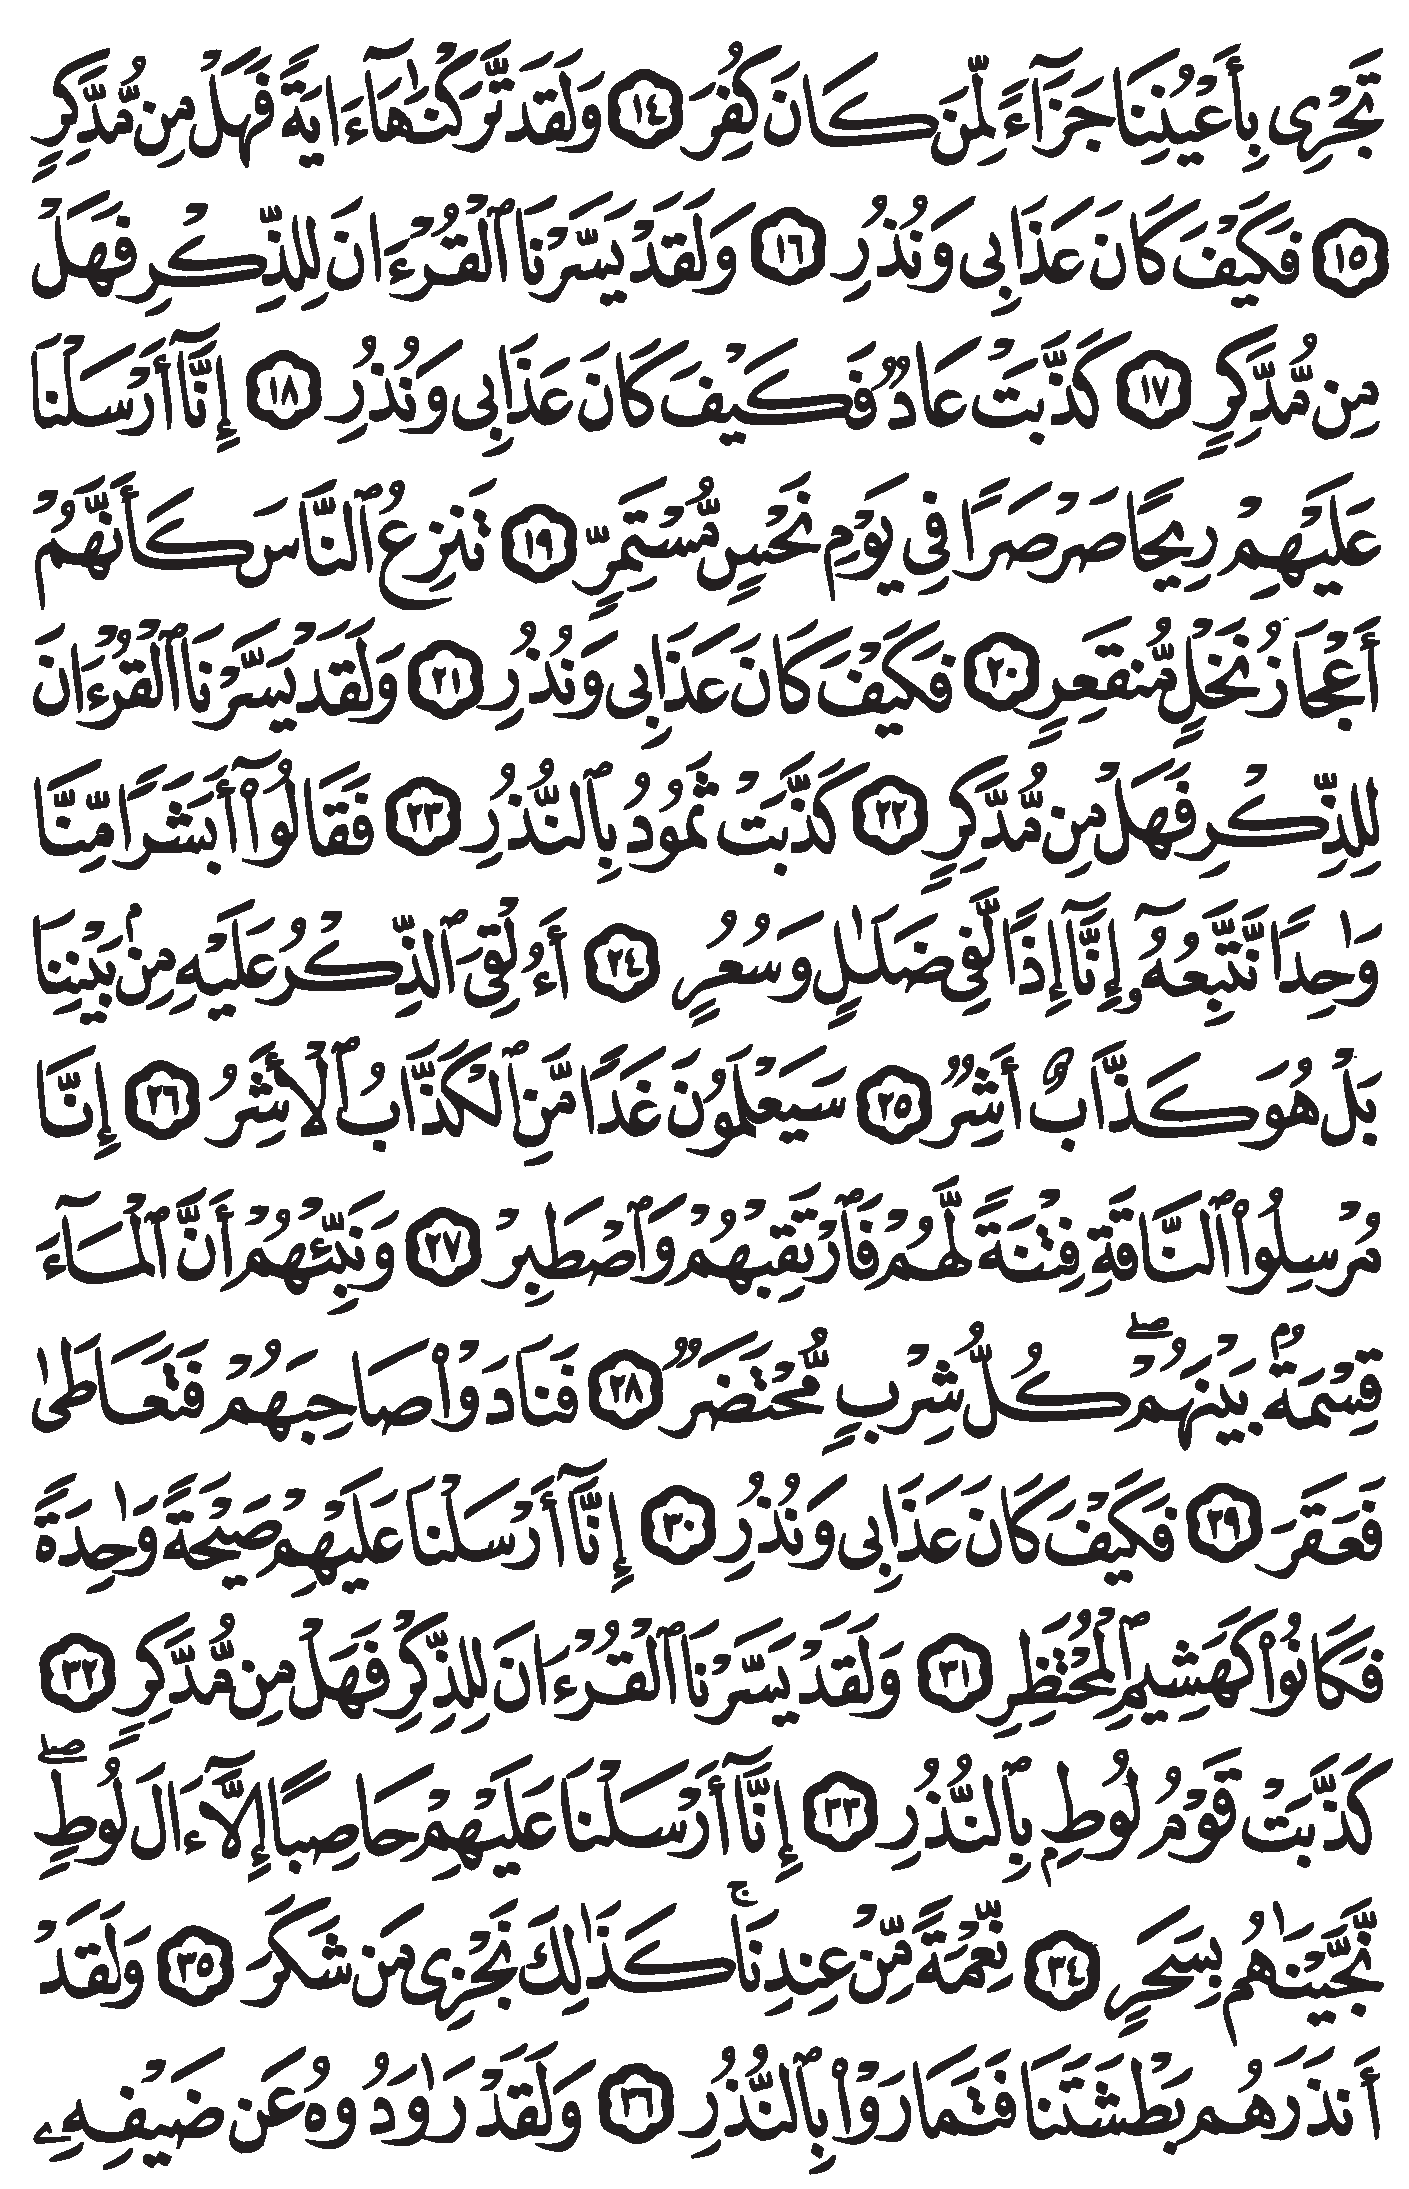 تَجْرِى بِأَعْيُنِنَا جَزَآءً لِّمَن كَانَ كُفِرَ ١٤ وَلَقَد تَّرَكْنَٰهَآ ءَايَةً فَهَلْ مِن مُّدَّكِرٍ
١٥ فَكَيْفَ كَانَ عَذَابِى وَنُذُرِ ١٦ وَلَقَدْ يَسَّرْنَا ٱلْقُرْءَانَ لِلذِّكْرِ فَهَلْ
مِن مُّدَّكِرٍ ١٧ كَذَّبَتْ عَادٌ فَكَيْفَ كَانَ عَذَابِى وَنُذُرِ ١٨ إِنَّآ أَرْسَلْنَا
عَلَيْهِمْ رِيحًا صَرْصَرًا فِى يَوْمِ نَحْسٍ مُّسْتَمِرٍّ ١٩ تَنزِعُ ٱلنَّاسَ كَأَنَّهُمْ
أَعْجَازُ نَخْلٍ مُّنقَعِرٍ ٢٠ فَكَيْفَ كَانَ عَذَابِى وَنُذُرِ ٢١ وَلَقَدْ يَسَّرْنَا ٱلْقُرْءَانَ
لِلذِّكْرِ فَهَلْ مِن مُّدَّكِرٍ ٢٢ كَذَّبَتْ ثَمُودُ بِٱلنُّذُرِ ٢٣ فَقَالُوٓا۟ أَبَشَرًا مِّنَّا
وَٰحِدًا نَّتَّبِعُهُۥٓ إِنَّآ إِذًا لَّفِى ضَلَٰلٍ وَسُعُرٍ ٢٤ أَءُلْقِىَ ٱلذِّكْرُ عَلَيْهِ مِنۢ بَيْنِنَا
بَلْ هُوَ كَذَّابٌ أَشِرٌ ٢٥ سَيَعْلَمُونَ غَدًا مَّنِ ٱلْكَذَّابُ ٱلْأَشِرُ ٢٦ إِنَّا
مُرْسِلُوا۟ ٱلنَّاقَةِ فِتْنَةً لَّهُمْ فَٱرْتَقِبْهُمْ وَٱصْطَبِرْ ٢٧ وَنَبِّئْهُمْ أَنَّ ٱلْمَآءَ
قِسْمَةٌۢ بَيْنَهُمْ ۖ كُلُّ شِرْبٍ مُّحْتَضَرٌ ٢٨ فَنَادَوْا۟ صَاحِبَهُمْ فَتَعَاطَىٰ
فَعَقَرَ ٢٩ فَكَيْفَ كَانَ عَذَابِى وَنُذُرِ ٣٠ إِنَّآ أَرْسَلْنَا عَلَيْهِمْ صَيْحَةً وَٰحِدَةً
فَكَانُوا۟ كَهَشِيمِ ٱلْمُحْتَظِرِ ٣١ وَلَقَدْ يَسَّرْنَا ٱلْقُرْءَانَ لِلذِّكْرِ فَهَلْ مِن مُّدَّكِرٍ ٣٢
كَذَّبَتْ قَوْمُ لُوطٍۭ بِٱلنُّذُرِ ٣٣ إِنَّآ أَرْسَلْنَا عَلَيْهِمْ حَاصِبًا إِلَّآ ءَالَ لُوطٍ ۖ
نَّجَّيْنَٰهُم بِسَحَرٍ ٣٤ نِّعْمَةً مِّنْ عِندِنَا ۚ كَذَٰلِكَ نَجْزِى مَن شَكَرَ ٣٥ وَلَقَدْ
أَنذَرَهُم بَطْشَتَنَا فَتَمَارَوْا۟ بِٱلنُّذُرِ ٣٦ وَلَقَدْ رَٰوَدُوهُ عَن ضَيْفِهِۦ